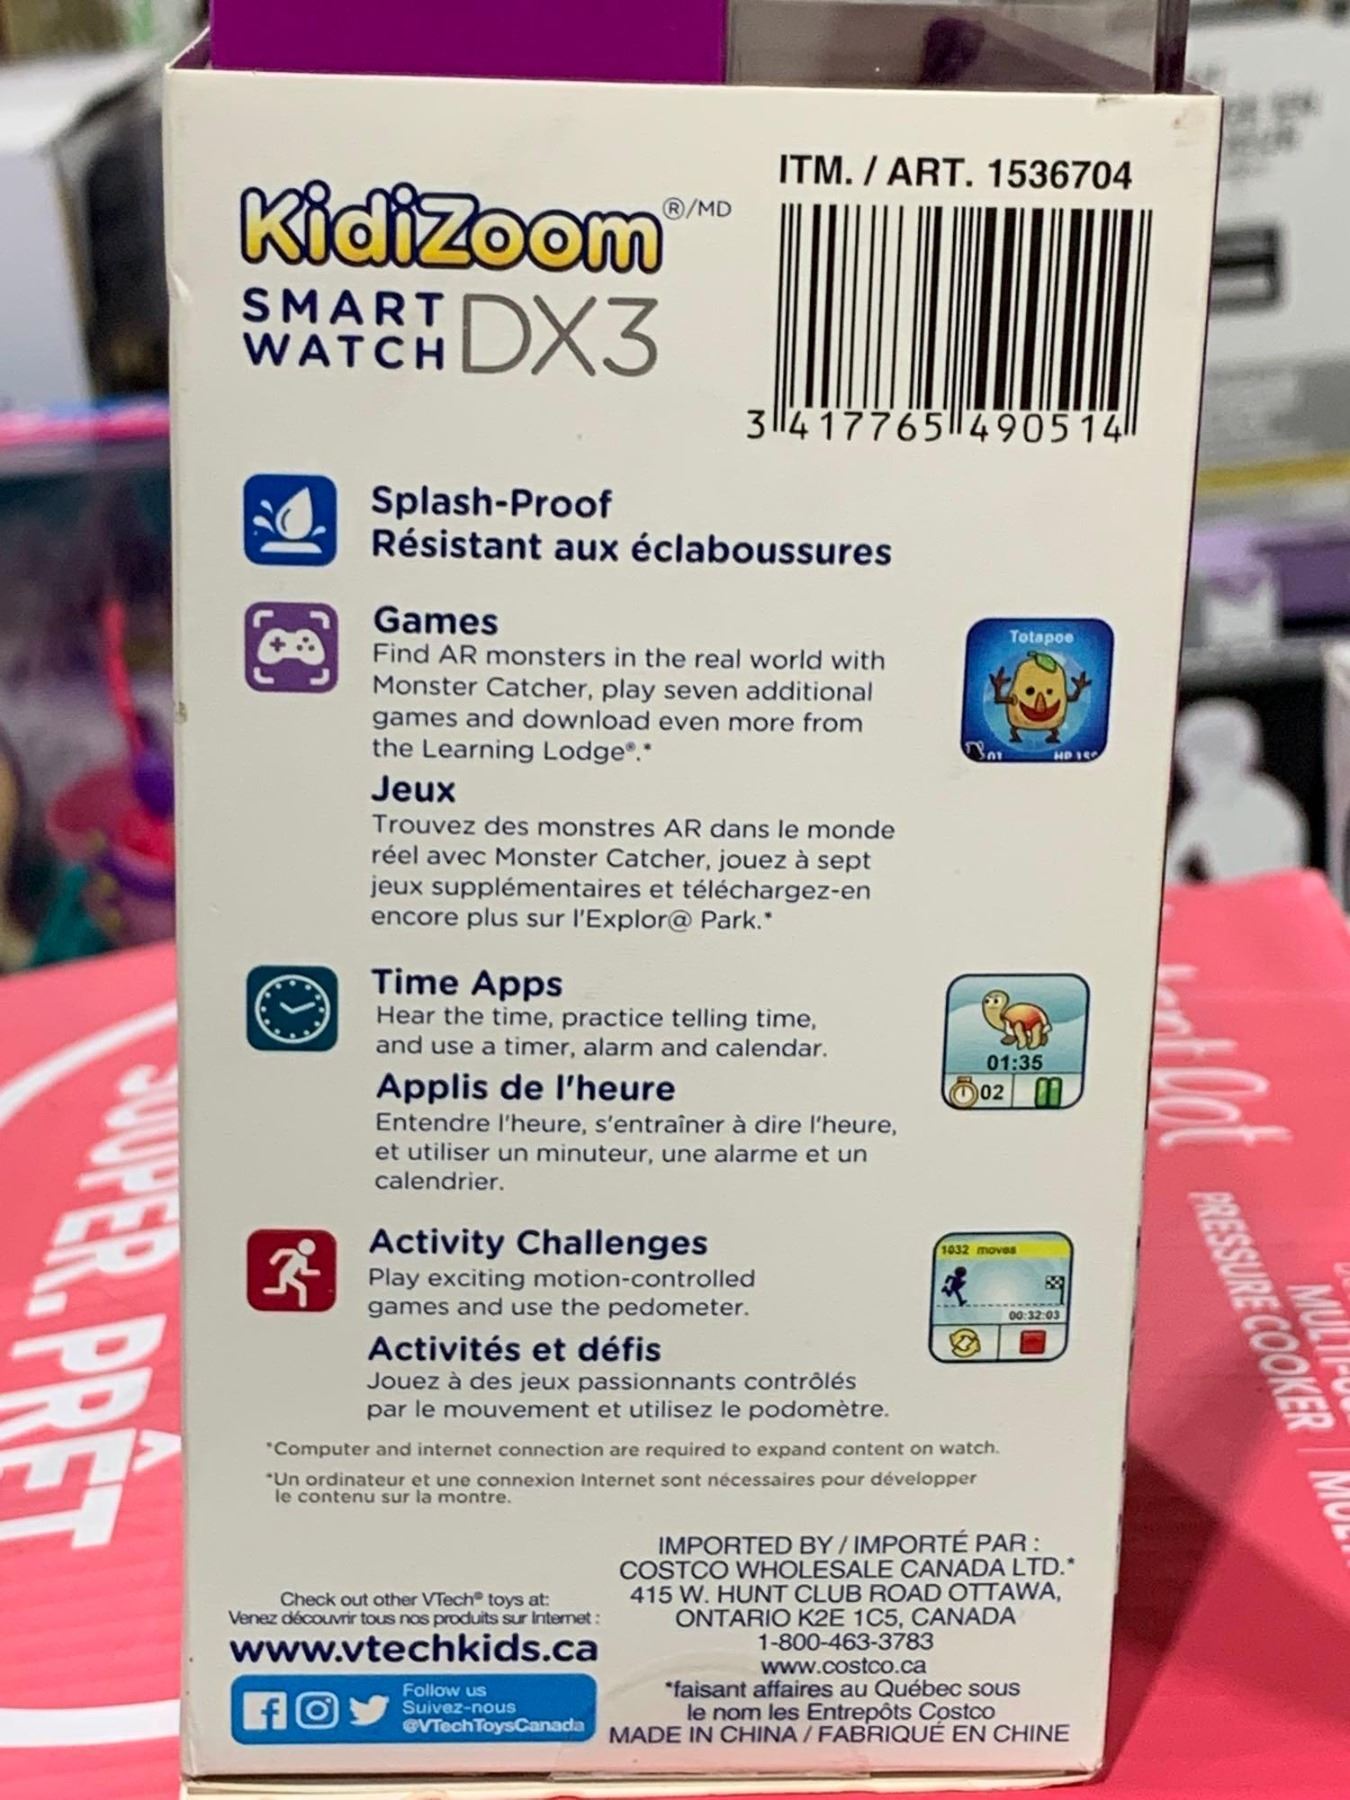 ITM. / ART. 1536704
KidiZoom®/MD
SMART
WATCH DX3
3 417765 490514
Splash-Proof
Résistant aux éclaboussures
Games
Find AR monsters in the real world with
Monster Catcher, play seven additional
games and download even more from
the Learning Lodge®.*
Totapoe
01
Jeux
Trouvez des monstres AR dans le monde
réel avec Monster Catcher, jouez à sept
jeux supplémentaires et téléchargez-en
encore plus sur l'Explor@ Park.*
Time Apps
Hear the time, practice telling time,
and use a timer, alarm and calendar.
01:35
02
Applis de l'heure
Entendre l'heure, s'entraîner à dire l'heure,
et utiliser un minuteur, une alarme et un
calendrier.
Activity Challenges
Play exciting motion-controlled
games and use the pedometer.
1032 moves
00:32:03
Activités et défis
Jouez à des jeux passionnants contrôlés
par le mouvement et utilisez le podomètre.
*Computer and internet connection are required to expand content on watch.
*Un ordinateur et une connexion Internet sont nécessaires pour développer
le contenu sur la montre.
Check out other VTech® toys at:
Venez découvrir tous nos produits sur Internet :
www.vtechkids.ca
Follow us
Suivez-nous
@VTechToysCanada
IMPORTED BY / IMPORTÉ PAR :
COSTCO WHOLESALE CANADA LTD.*
415 W. HUNT CLUB ROAD OTTAWA,
ONTARIO K2E 1C5, CANADA
1-800-463-3783
www.costco.ca
*faisant affaires au Québec sous
le nom les Entrepôts Costco
MADE IN CHINA / FABRIQUÉ EN CHINE
SOUPER. PRÊT
PRESSURE COOKER